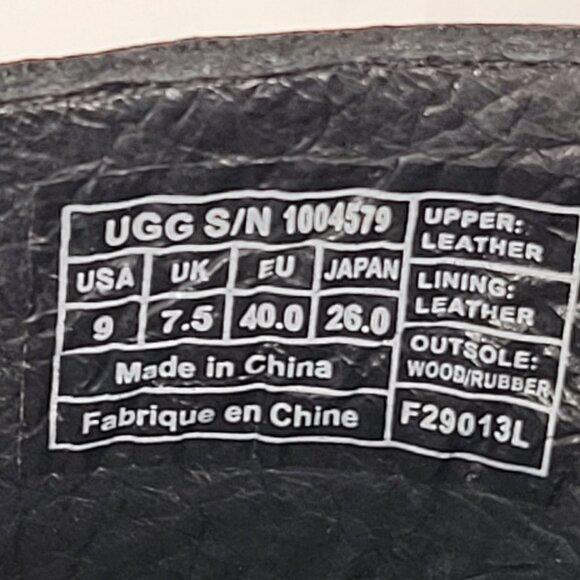 UGG S/N 1004579
USA UK EU JAPAN
9 7.5 40.0 26.0
Made in China
Fabrique en Chine
UPPER:
LEATHER
LINING:
LEATHER
OUTSOLE:
WOOD/RUBBER
F29013L